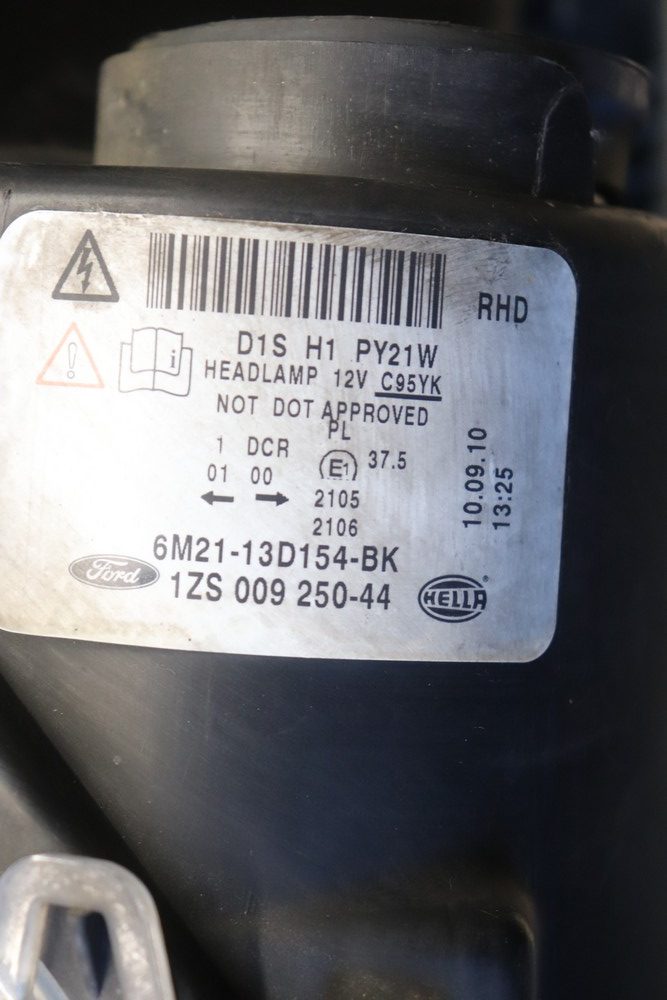 RHD
D1S H1 PY21W
HEADLAMP 12V C95YK
NOT DOT APPROVED
PL
1 DCR E1 37.5
01 00
2105
2106
10.09.10
13:25
6M21-13D154-BK
Ford
1ZS 009 250-44
HELLA